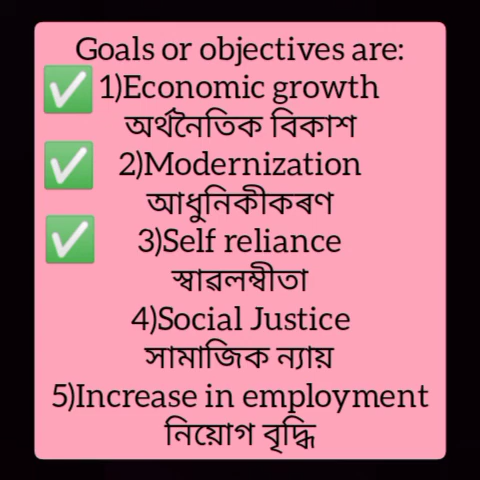 Goals or objectives are:
✅ 1)Economic growth
অৰ্থনৈতিক বিকাশ
✅ 2)Modernization
আধুনিকীকৰণ
✅ 3)Self reliance
স্বাৱলম্বীতা
4)Social Justice
সামাজিক ন্যায়
5)Increase in employment
নিয়োগ বৃদ্ধি